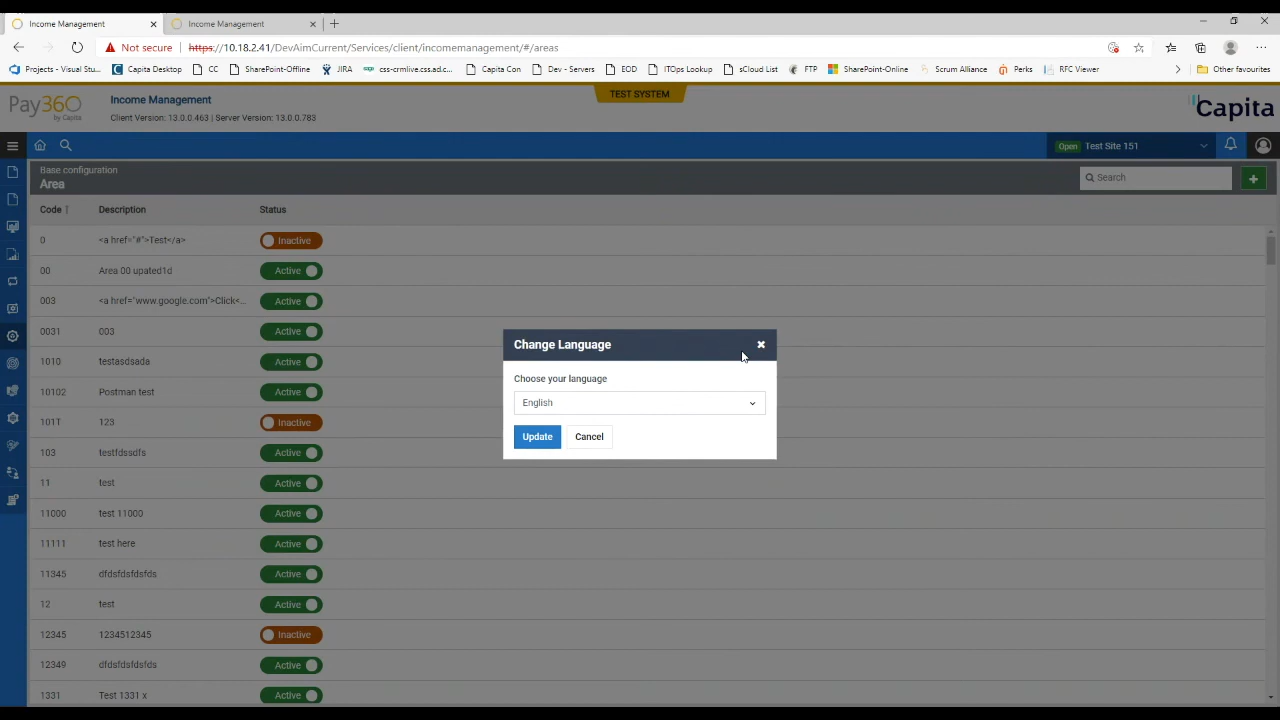 Income Management
Income Management
Not secure
https://10.18.2.41/DevAimCurrent/Services/client/incomemanagement/#/areas
Projects - Visual Stu...
Capita Desktop
CC
SharePoint-Offline
JIRA
css-crmlive.css.ad.c...
Capita Con
Dev - Servers
EOD
ITOps Lookup
sCloud List
FTP
SharePoint-Online
Scrum Alliance
Perks
RFC Viewer
Other favourites
Pay360
by Capita
Income Management
Client Version: 13.0.0.463 | Server Version: 13.0.0.783
TEST SYSTEM
Capita
Open Test Site 151
Base configuration
Area
Search
Code Description Status
0 <a href="#">Test</a> Inactive
00 Area 00 upated1d Active
003 <a href="www.google.com">Click<... Active
0031 003 Active
1010 testasdsada Active
10102 Postman test Active
101T 123 Inactive
103 testfdssdfs Active
11 test Active
11000 test 11000 Active
11111 test here Active
11345 dfdsfdsfdsfds Active
12 test Active
12345 1234512345 Inactive
12349 dfdsfdsfdsfds Active
1331 Test 1331 x Active
Change Language
Choose your language
English
Update
Cancel